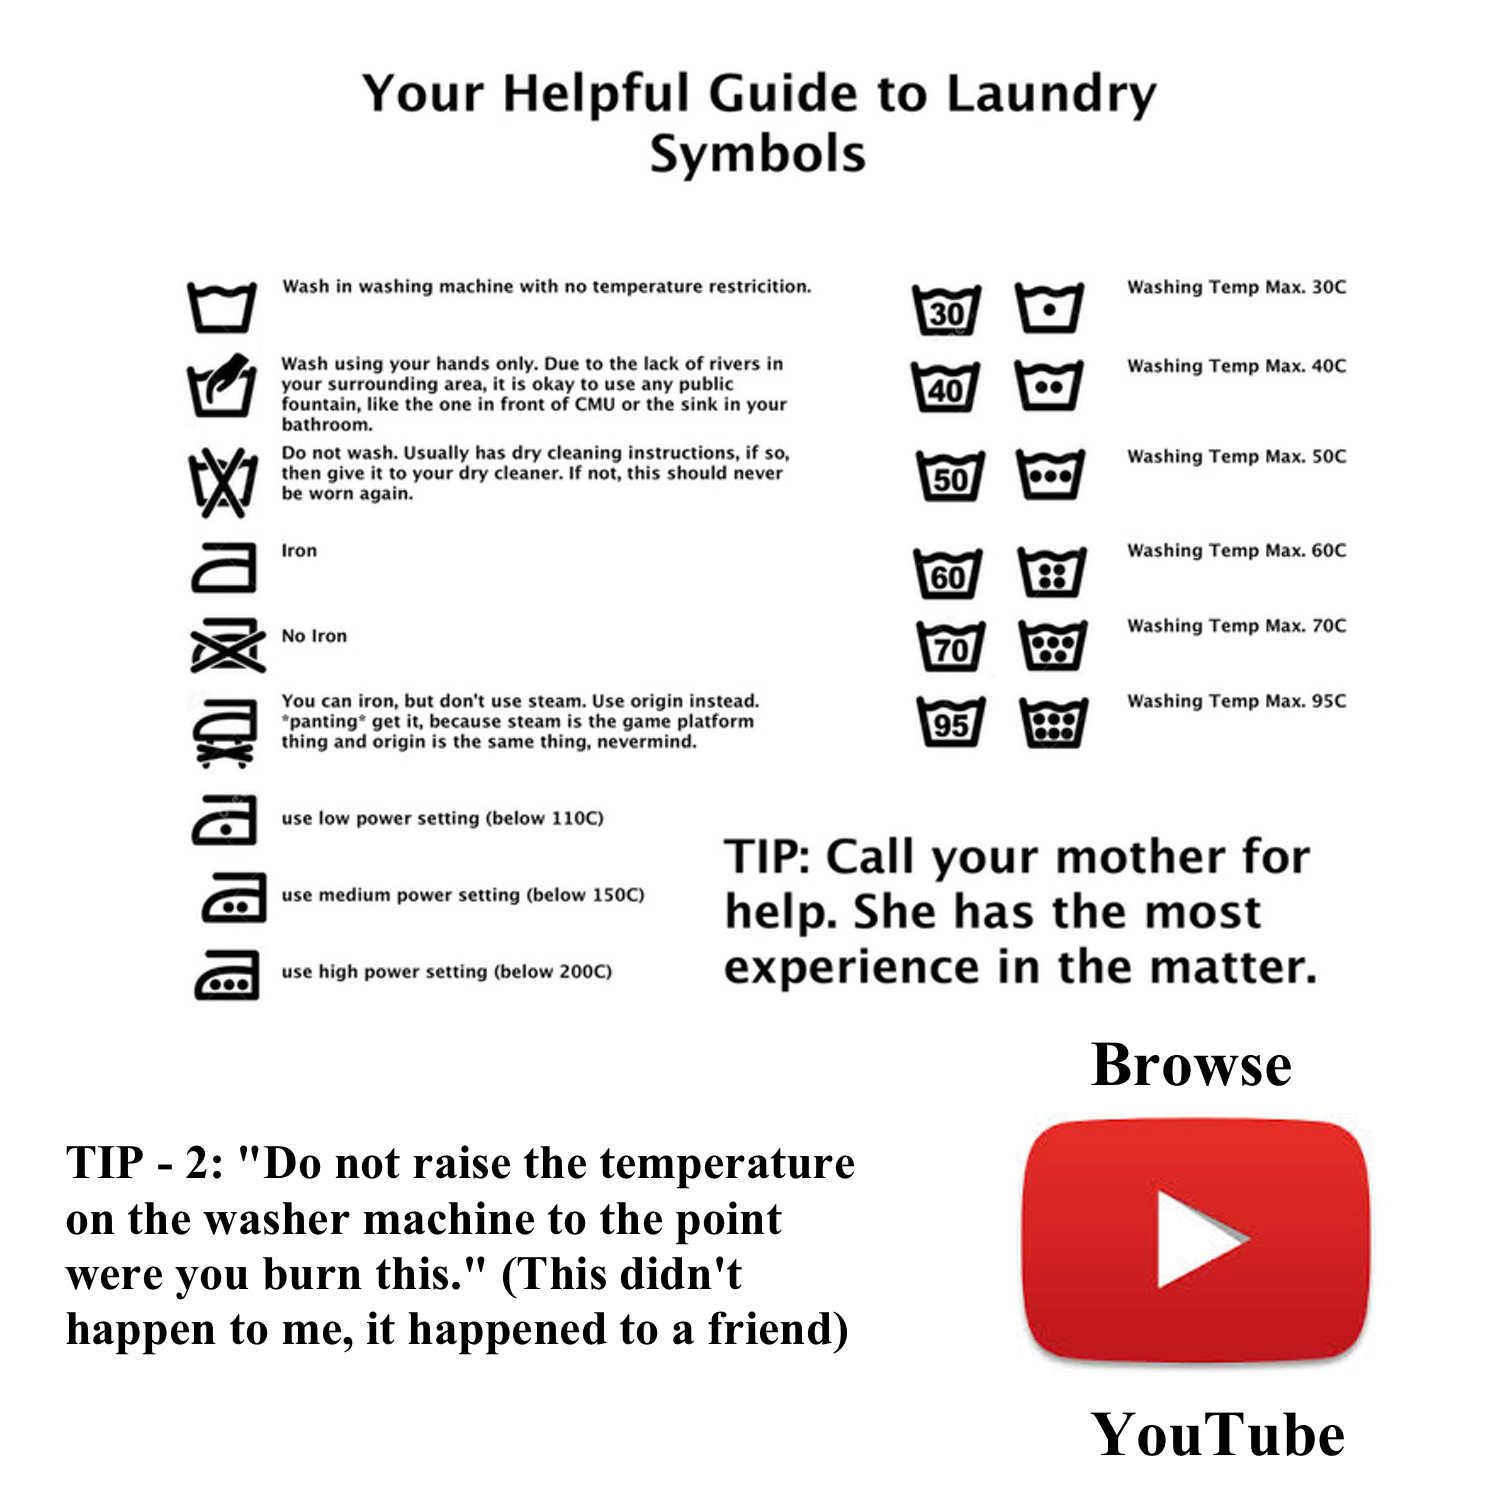 Your Helpful Guide to Laundry
Symbols
Wash in washing machine with no temperature restricition.
Wash using your hands only. Due to the lack of rivers in
your surrounding area, it is okay to use any public
fountain, like the one in front of CMU or the sink in your
bathroom.
Do not wash. Usually has dry cleaning instructions, if so,
then give it to your dry cleaner. If not, this should never
be worn again.
Iron
No Iron
You can iron, but don't use steam. Use origin instead.
*panting* get it, because steam is the game platform
thing and origin is the same thing, nevermind.
use low power setting (below 110C)
use medium power setting (below 150C)
use high power setting (below 200C)
30 Washing Temp Max. 30C
40 Washing Temp Max. 40C
50 Washing Temp Max. 50C
60 Washing Temp Max. 60C
70 Washing Temp Max. 70C
95 Washing Temp Max. 95C
TIP: Call your mother for
help. She has the most
experience in the matter.
TIP - 2: "Do not raise the temperature
on the washer machine to the point
were you burn this." (This didn't
happen to me, it happened to a friend)
Browse
YouTube